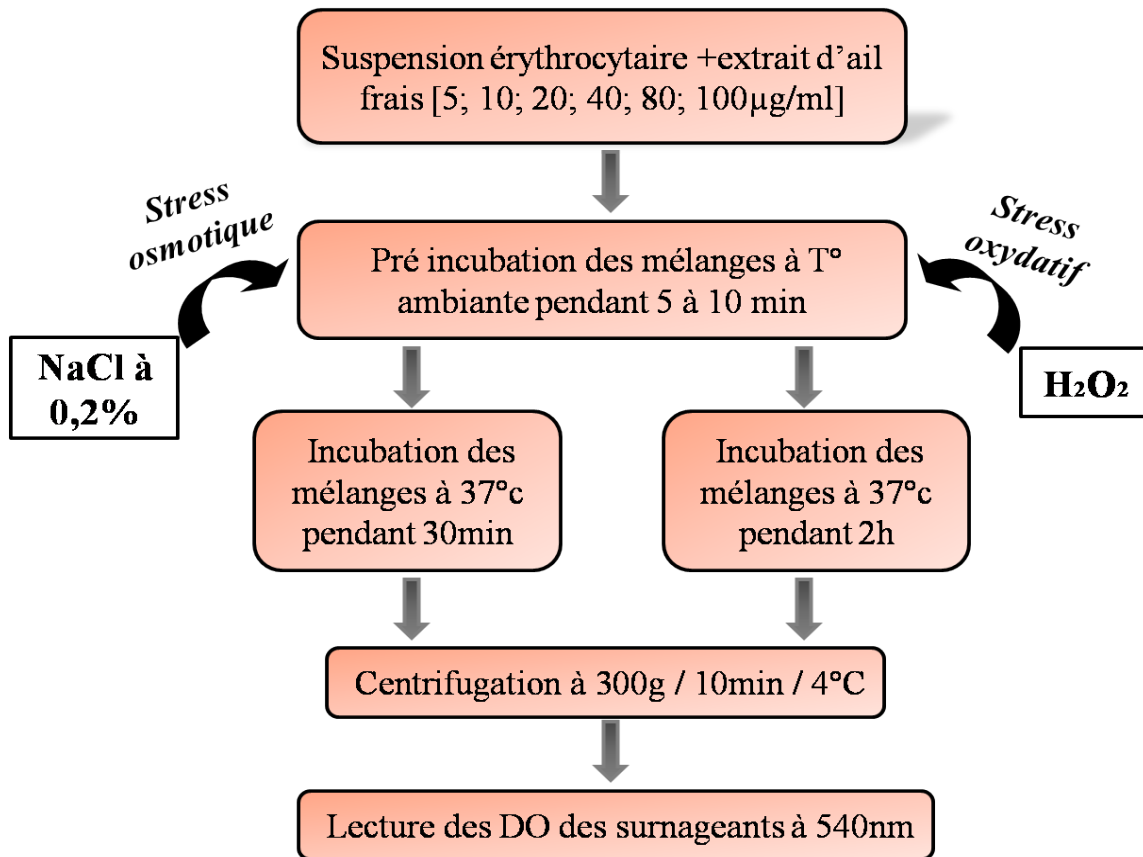 Suspension érythrocytaire +extrait d’ail
frais [5; 10; 20; 40; 80; 100µg/ml]
Stress
osmotique
Stress
oxydatif
Pré incubation des mélanges à T°
ambiante pendant 5 à 10 min
NaCl à
0,2%
H₂O₂
Incubation des
mélanges à 37°c
pendant 30min
Incubation des
mélanges à 37°c
pendant 2h
Centrifugation à 300g / 10min / 4°C
Lecture des DO des surnageants à 540nm